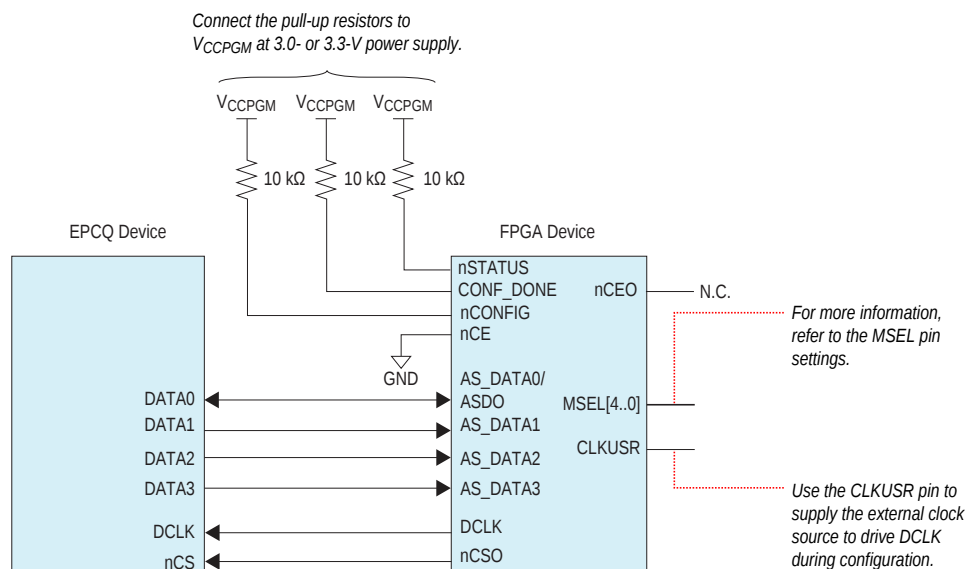 Connect the pull-up resistors to
VCCPGM at 3.0- or 3.3-V power supply.
VCCPGM VCCPGM VCCPGM
10 kΩ 10 kΩ 10 kΩ
EPCQ Device
FPGA Device
nSTATUS
CONF_DONE
nCONFIG
nCE
GND
nCEO
N.C.
For more information,
refer to the MSEL pin
settings.
DATA0
DATA1
DATA2
DATA3
DCLK
nCS
AS_DATA0/
ASDO
AS_DATA1
AS_DATA2
AS_DATA3
DCLK
nCSO
MSEL[4..0]
CLKUSR
Use the CLKUSR pin to
supply the external clock
source to drive DCLK
during configuration.